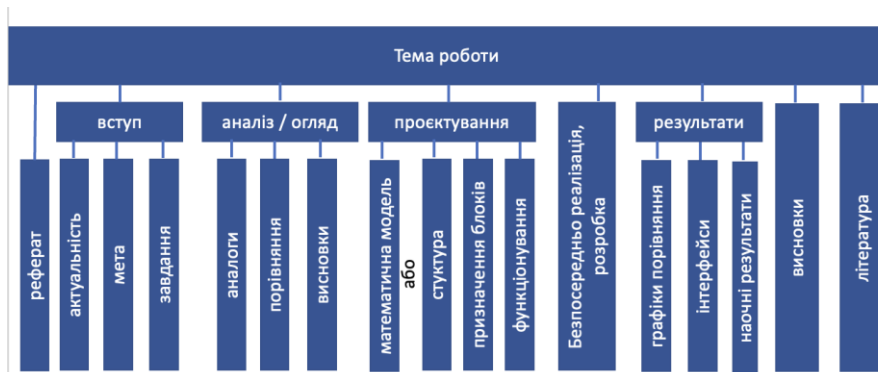 Тема роботи
вступ
аналіз / огляд
проєктування
результати
реферат
актуальність
мета
завдання
аналоги
порівняння
висновки
математична модель
або
стуктура
призначення блоків
функціонування
Безпосередньо реалізація,
розробка
графіки порівняння
інтерфейси
наочні результати
висновки
література